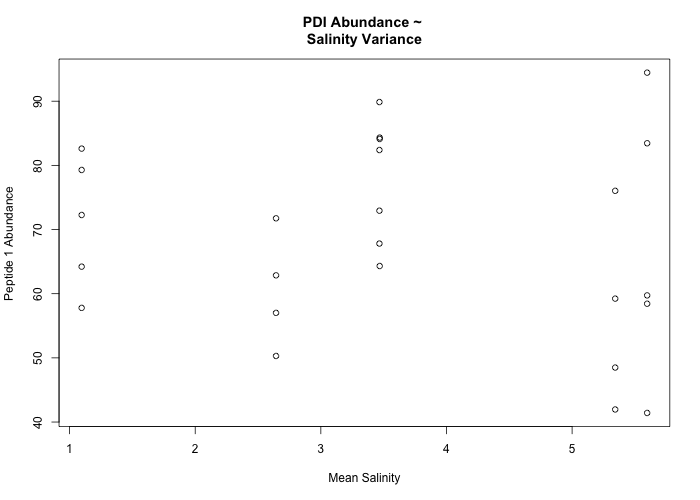 PDI Abundance ~
Salinity Variance
90
80
70
60
50
40
Peptide 1 Abundance
1 2 3 4 5
Mean Salinity